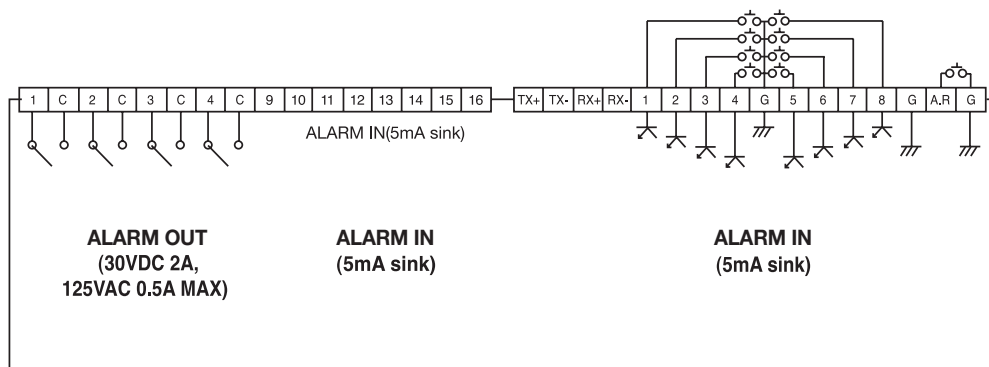 1 C 2 C 3 C 4 C 9 10 11 12 13 14 15 16 TX+ TX- RX+ RX- 1 2 3 4 G 5 6 7 8 G A.R G
ALARM IN(5mA sink)
ALARM OUT
(30VDC 2A,
125VAC 0.5A MAX)
ALARM IN
(5mA sink)
ALARM IN
(5mA sink)